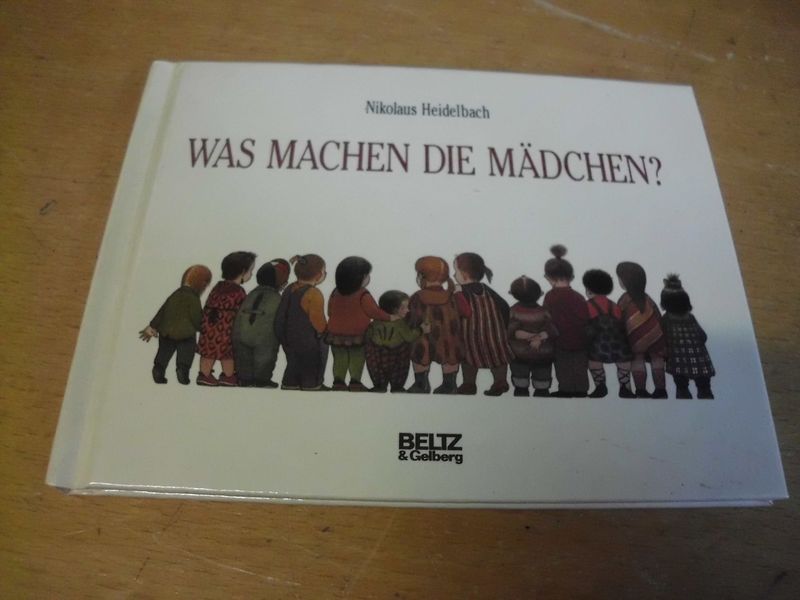 Nikolaus Heidelbach
WAS MACHEN DIE MÄDCHEN?
BELTZ
& Gelberg